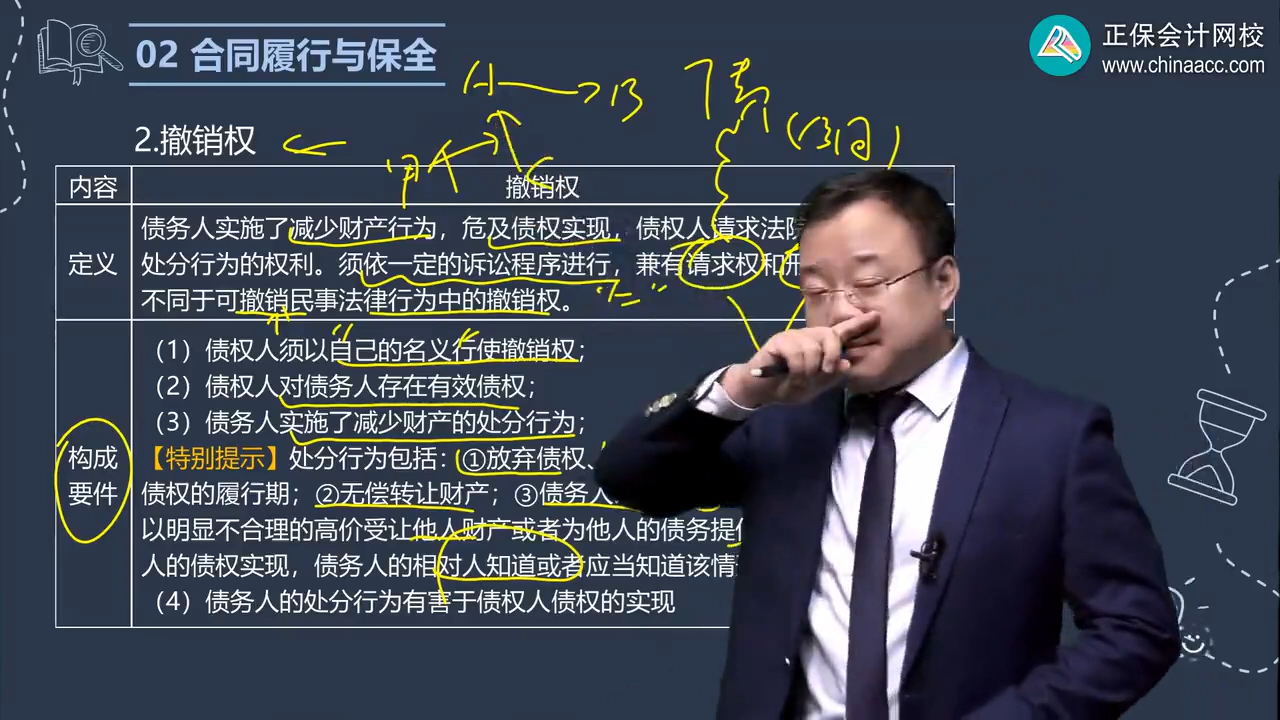 02 合同履行与保全
正保会计网校
www.chinaacc.com
A B
甲 C
2.撤销权
内容 撤销权
定义
债务人实施了减少财产行为，危及债权实现，债权人请求法院
处分行为的权利。须依一定的诉讼程序进行，兼有请求权和形
不同于可撤销民事法律行为中的撤销权。
构成
要件
（1）债权人须以自己的名义行使撤销权；
（2）债权人对债务人存在有效债权；
（3）债务人实施了减少财产的处分行为；
【特别提示】处分行为包括：①放弃债权、
债权的履行期；②无偿转让财产；③债务人
以明显不合理的高价受让他人财产或者为他人的债务提供
人的债权实现，债务人的相对人知道或者应当知道该情
（4）债务人的处分行为有害于债权人债权的实现